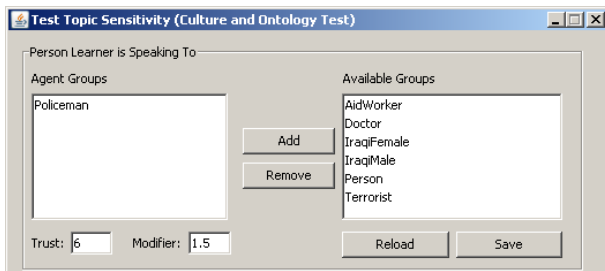 Test Topic Sensitivity (Culture and Ontology Test)
Person Learner is Speaking To
Agent Groups
Available Groups
Policeman
AidWorker
Doctor
IraqiFemale
IraqiMale
Person
Terrorist
Add
Remove
Trust: 6 Modifier: 1.5
Reload Save